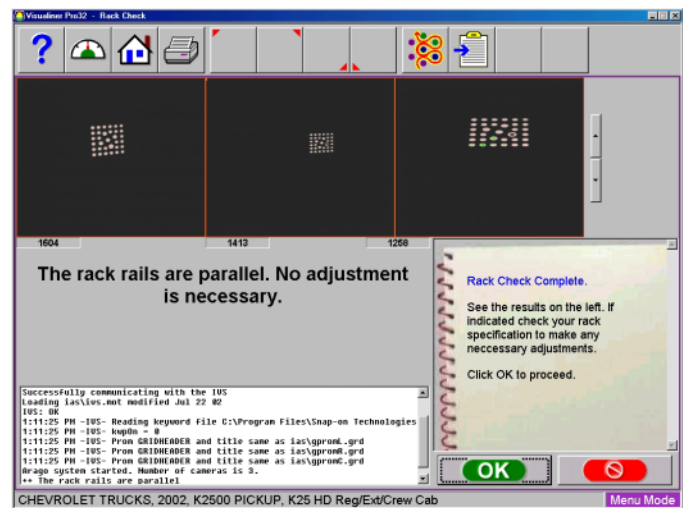 Visualiner Pro32 - Rack Check
?
1604
1413
1258
The rack rails are parallel. No adjustment
is necessary.
Rack Check Complete.
See the results on the left. If
indicated check your rack
specification to make any
neccessary adjustments.
Click OK to proceed.
Successfully communicating with the IVS
Loading ias\ivs.mot modified Jul 22 02
IVS: OK
1:11:25 PM -IVS- Reading keyword file C:\Program Files\Snap-on Technologies
1:11:25 PM -IVS- kwpOn = 0
1:11:25 PM -IVS- Prom GRIDHEADER and title same as ias\gpromL.grd
1:11:25 PM -IVS- Prom GRIDHEADER and title same as ias\gpromR.grd
1:11:25 PM -IVS- Prom GRIDHEADER and title same as ias\gpromC.grd
Arago system started. Number of cameras is 3.
++ The rack rails are parallel
OK
CHEVROLET TRUCKS, 2002, K2500 PICKUP, K25 HD Reg/Ext/Crew Cab
Menu Mode